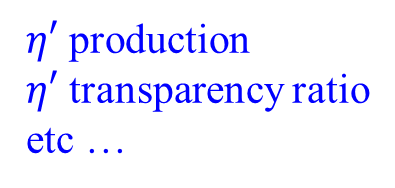 η′ production
η′ transparency ratio
etc …